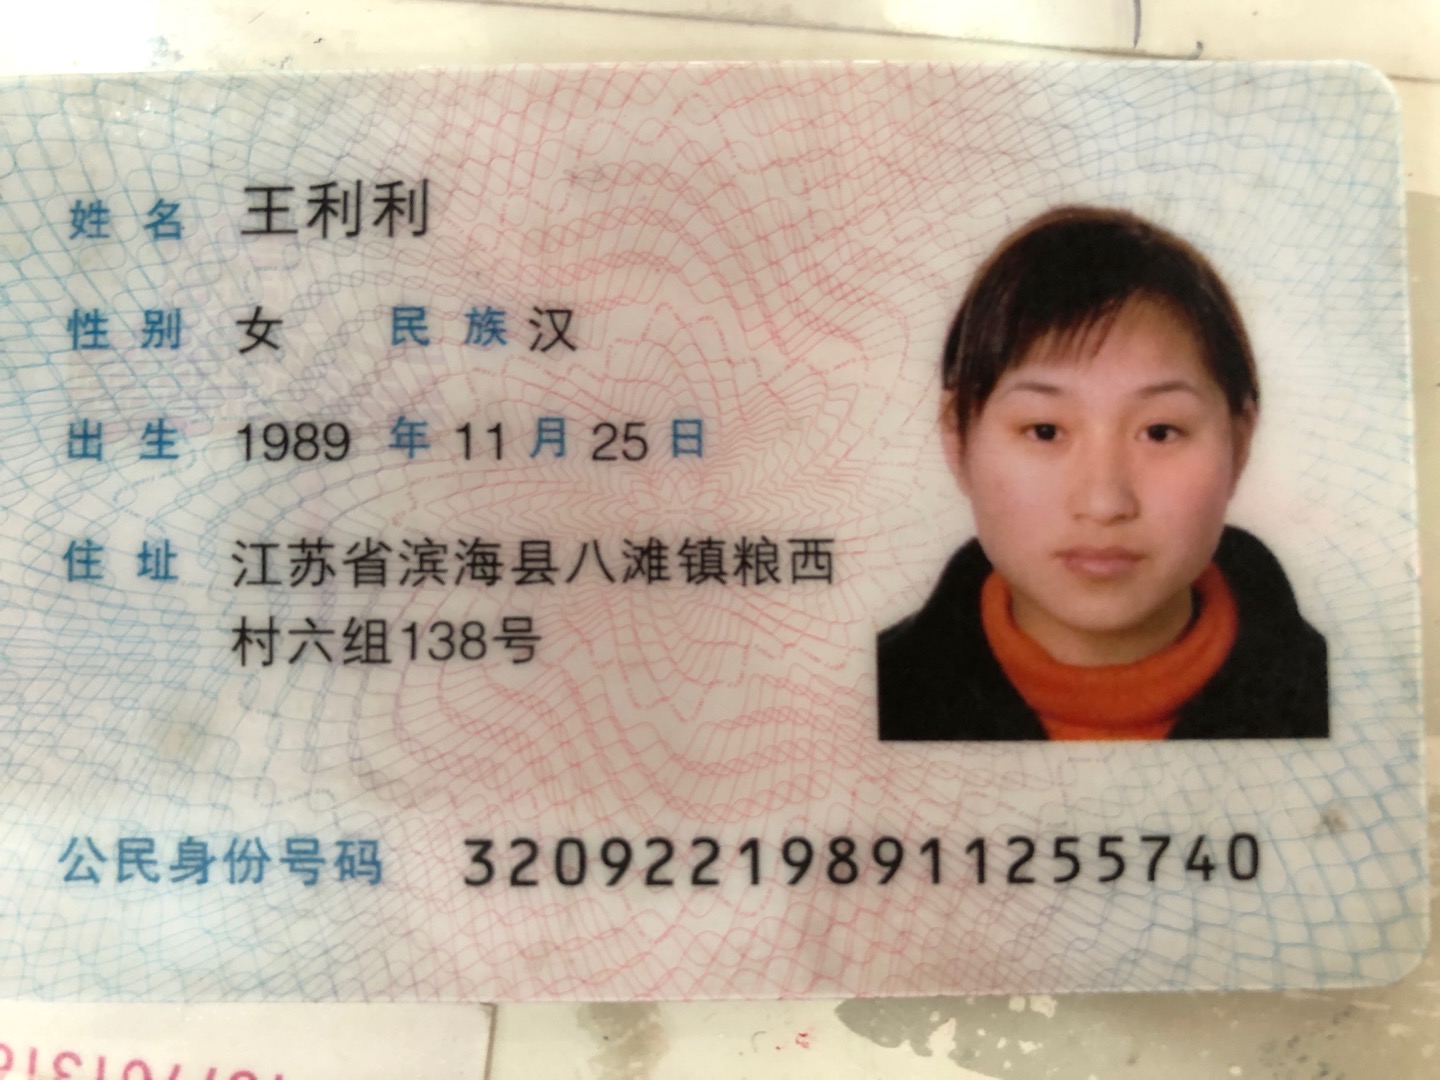 姓名 王利利
性别 女 民族 汉
出生 1989 年 11 月 25 日
住址 江苏省滨海县八滩镇粮西
村六组138号
公民身份号码 320922198911255740